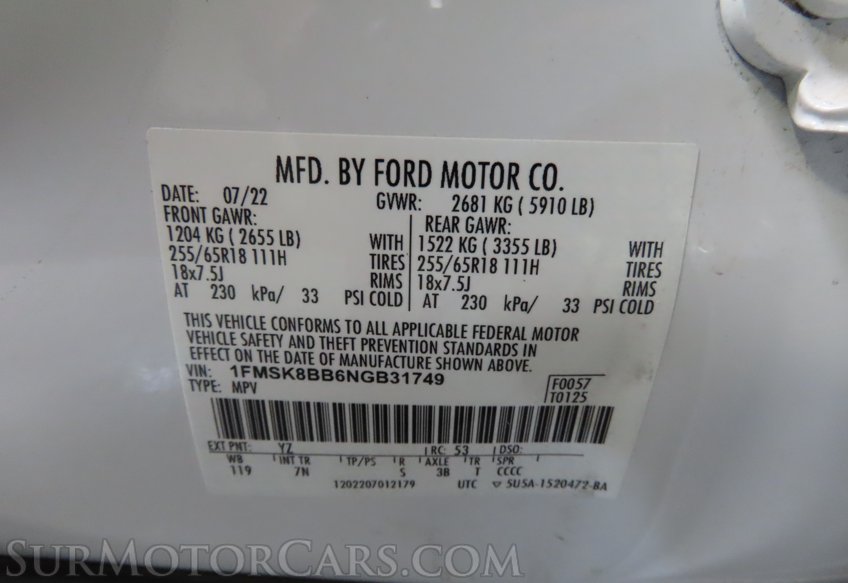 MFD. BY FORD MOTOR CO.
DATE: 07/22 GVWR: 2681 KG ( 5910 LB)
FRONT GAWR: REAR GAWR:
1204 KG ( 2655 LB) WITH 1522 KG ( 3355 LB) WITH
255/65R18 111H TIRES 255/65R18 111H TIRES
18x7.5J RIMS 18x7.5J RIMS
AT 230 kPa/ 33 PSI COLD AT 230 kPa/ 33 PSI COLD
THIS VEHICLE CONFORMS TO ALL APPLICABLE FEDERAL MOTOR
VEHICLE SAFETY AND THEFT PREVENTION STANDARDS IN
EFFECT ON THE DATE OF MANUFACTURE SHOWN ABOVE.
VIN: 1FMSK8BB6NGB31749 F0057
TYPE: MPV T0125
EXT PNT: YZ RC: 53 DSO:
WB INT TR TP/PS R AXLE TR SPR
119 7N S 3B T CCCC
1202207012179 UTC ▽ 5U5A-1520472-BA
SURMOTORCARS.COM